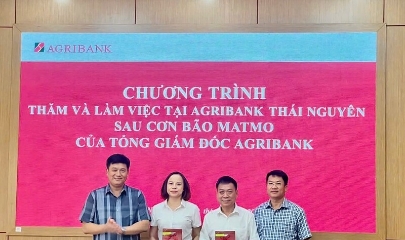 AGRIBANK
CHƯƠNG TRÌNH
THĂM VÀ LÀM VIỆC TẠI AGRIBANK THÁI NGUYÊN
SAU CƠN BÃO MATMO
CỦA TỔNG GIÁM ĐỐC AGRIBANK